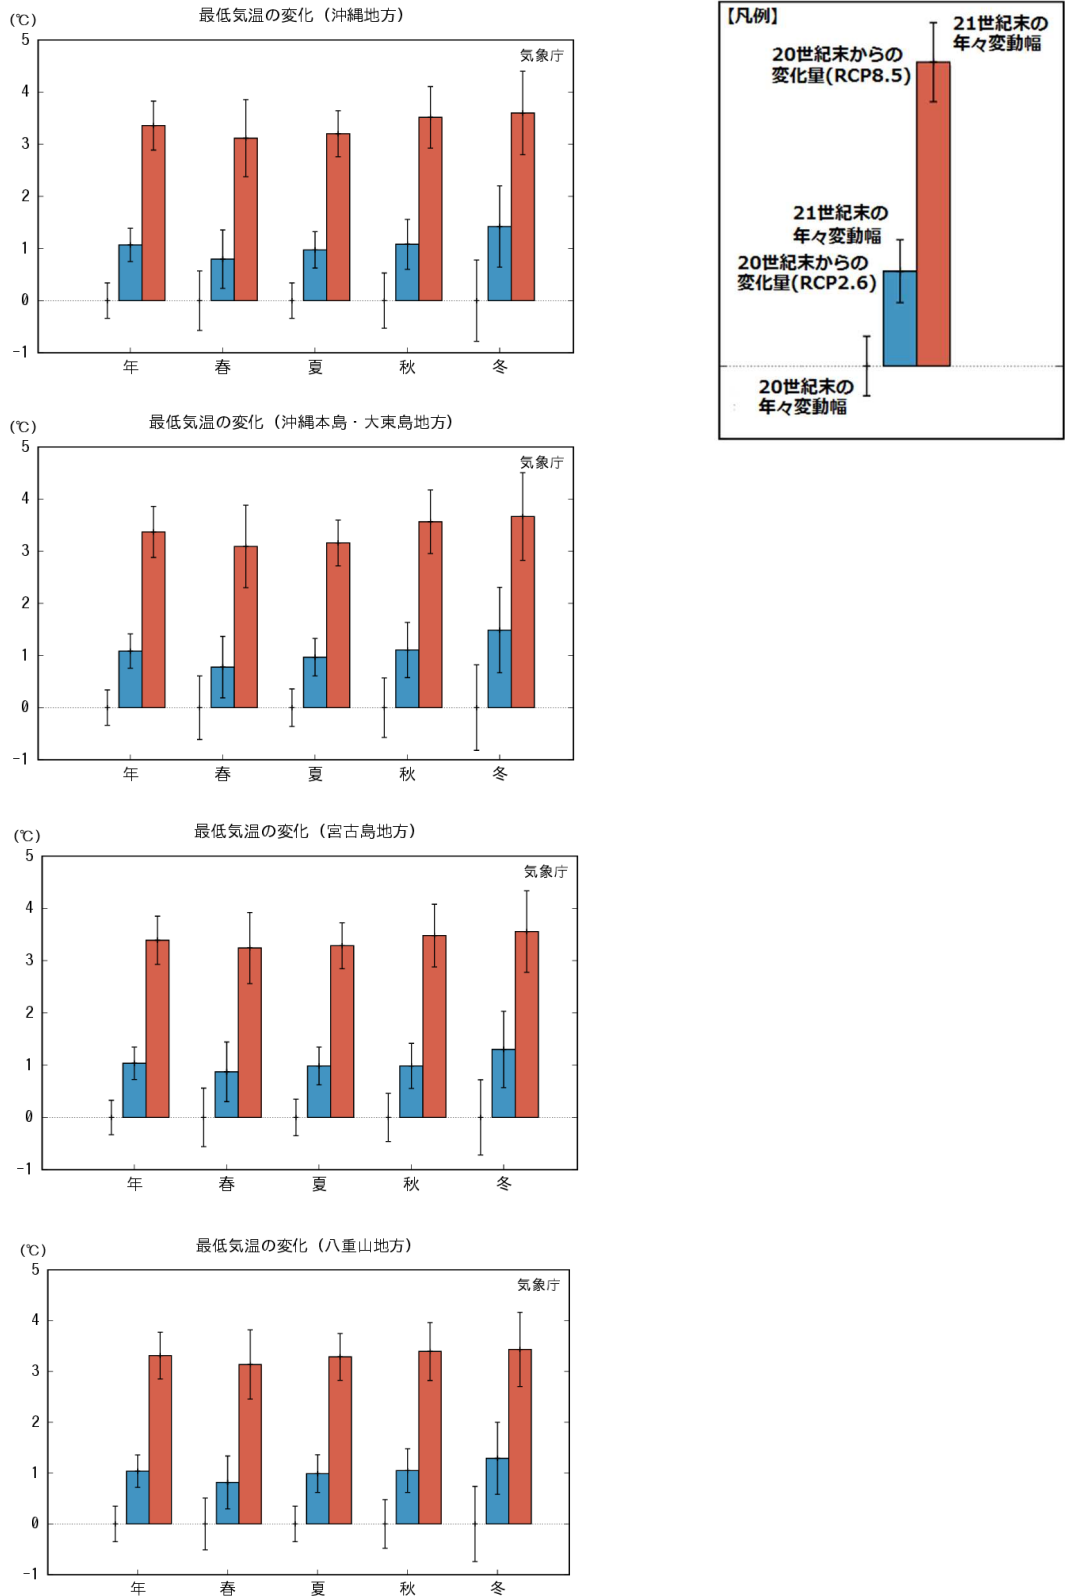 最低気温の変化（沖縄地方）
(℃)
5
気象庁
4
3
2
1
0
-1
年 春 夏 秋 冬
【凡例】
21世紀末の
年々変動幅
20世紀末からの
変化量(RCP8.5)
21世紀末の
年々変動幅
20世紀末からの
変化量(RCP2.6)
20世紀末の
年々変動幅
最低気温の変化（沖縄本島・大東島地方）
(℃)
5
気象庁
4
3
2
1
0
-1
年 春 夏 秋 冬
最低気温の変化（宮古島地方）
(℃)
5
気象庁
4
3
2
1
0
-1
年 春 夏 秋 冬
最低気温の変化（八重山地方）
(℃)
5
気象庁
4
3
2
1
0
-1
年 春 夏 秋 冬